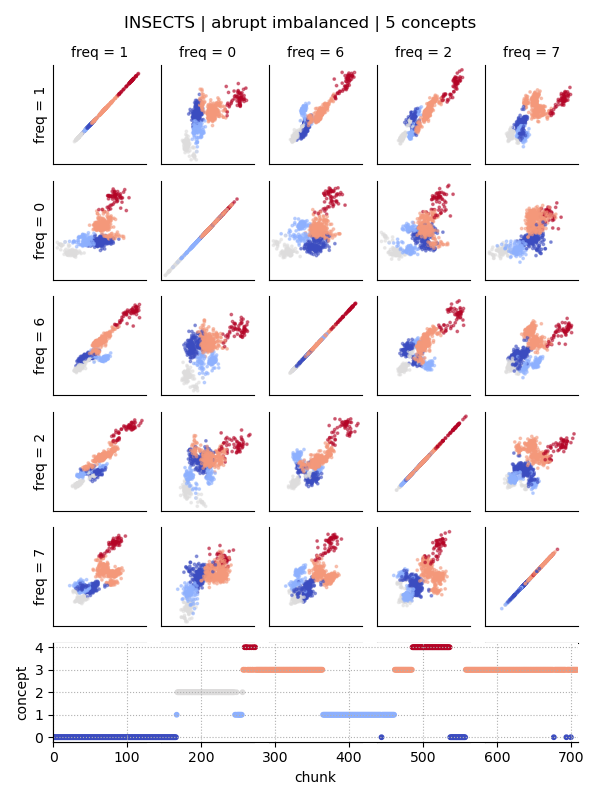 INSECTS | abrupt imbalanced | 5 concepts
freq = 1 freq = 0 freq = 6 freq = 2 freq = 7
freq = 1
freq = 0
freq = 6
freq = 2
freq = 7
concept
4
3
2
1
0
0 100 200 300 400 500 600 700
chunk